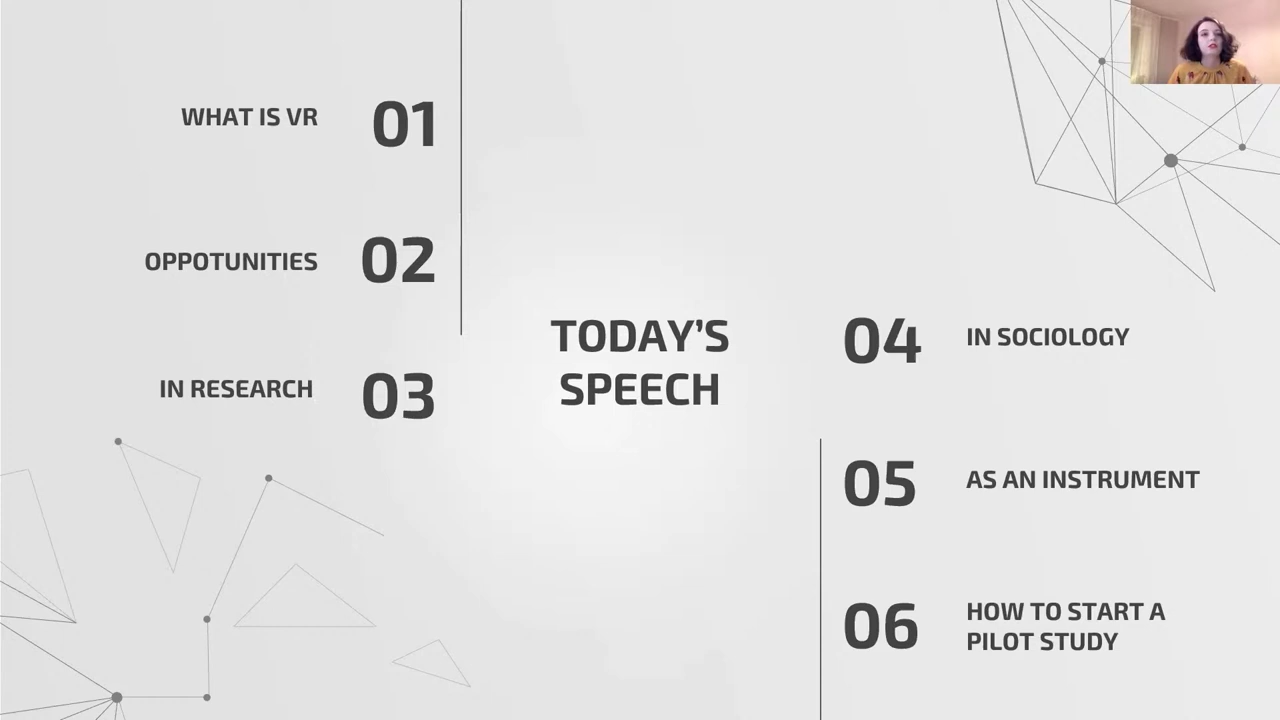 WHAT IS VR
01
OPPOTUNITIES
02
IN RESEARCH
03
TODAY’S
SPEECH
04
IN SOCIOLOGY
05
AS AN INSTRUMENT
06
HOW TO START A
PILOT STUDY